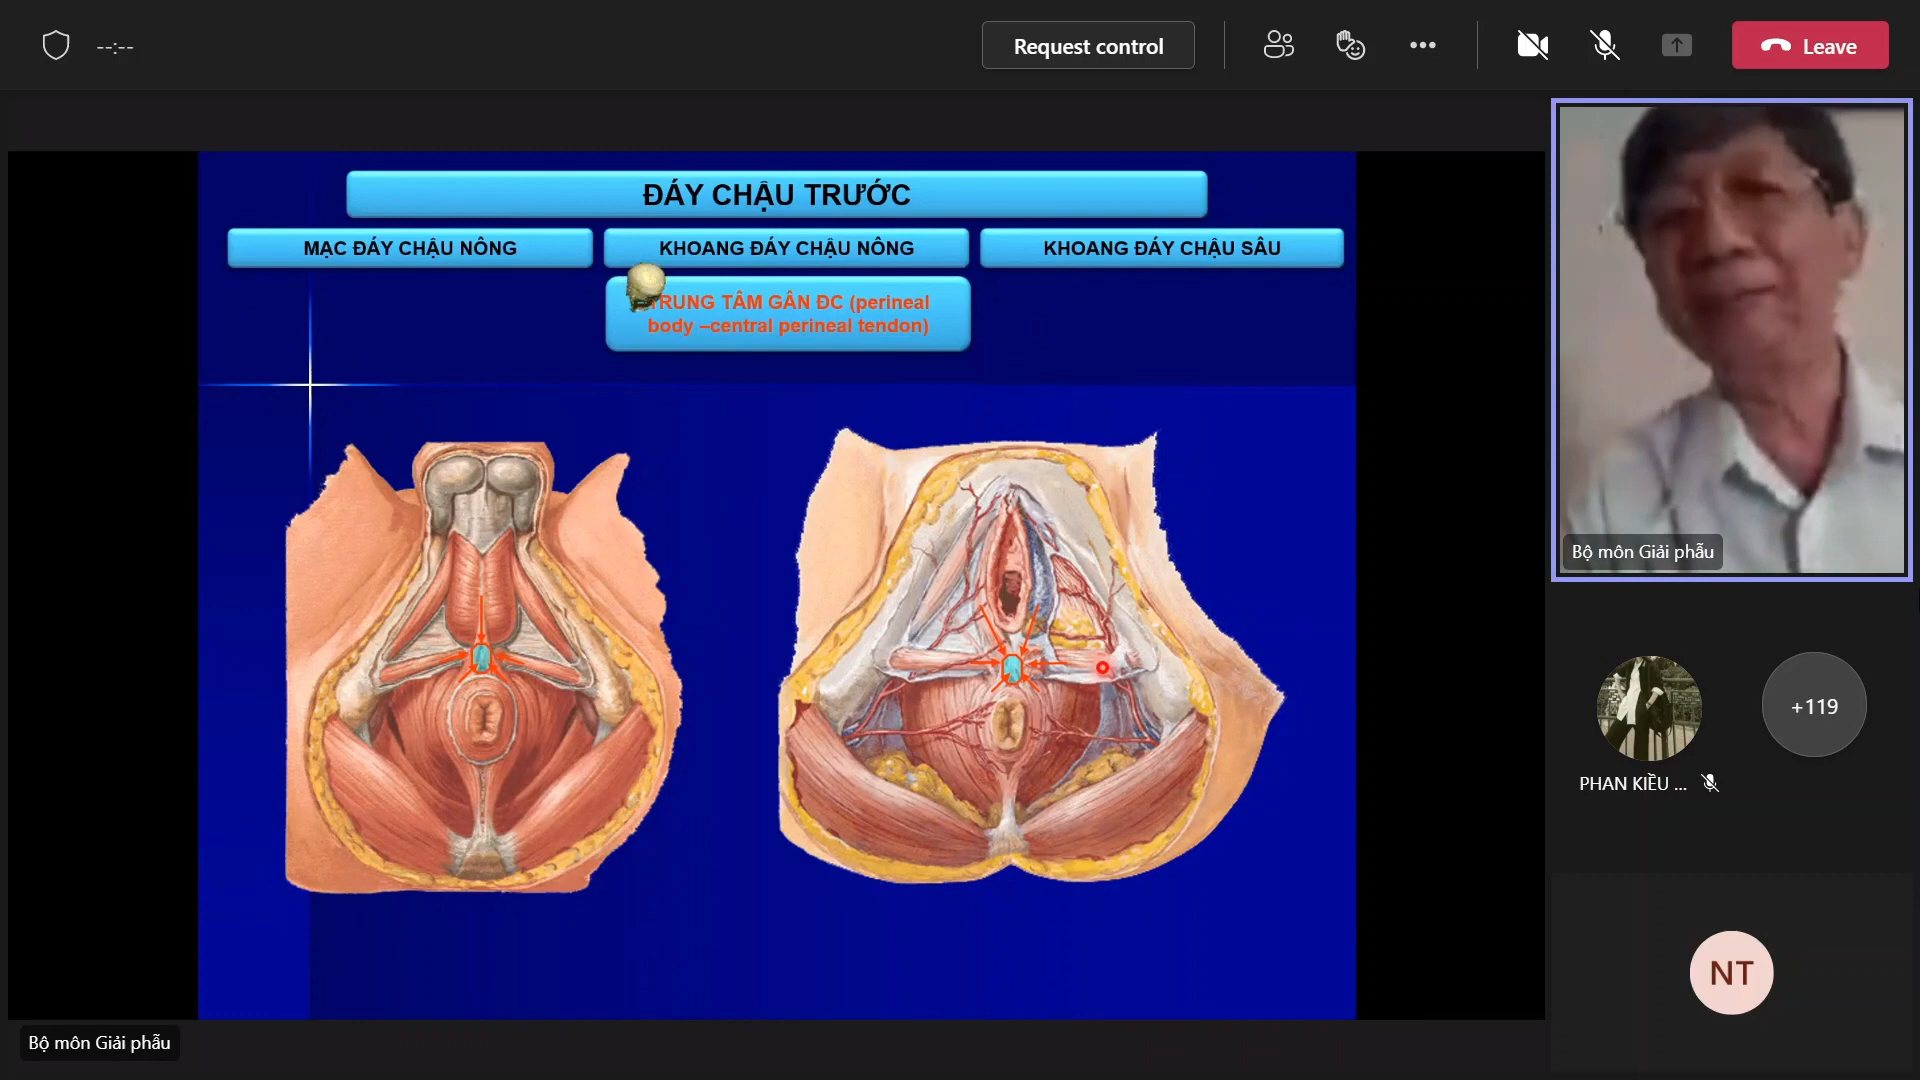 --:--
Request control
Leave
ĐÁY CHẬU TRƯỚC
MẠC ĐÁY CHẬU NÔNG
KHOANG ĐÁY CHẬU NÔNG
KHOANG ĐÁY CHẬU SÂU
TRUNG TÂM GÂN ĐC (perineal
body –central perineal tendon)
Bộ môn Giải phẫu
+119
PHAN KIỀU ...
NT
Bộ môn Giải phẫu